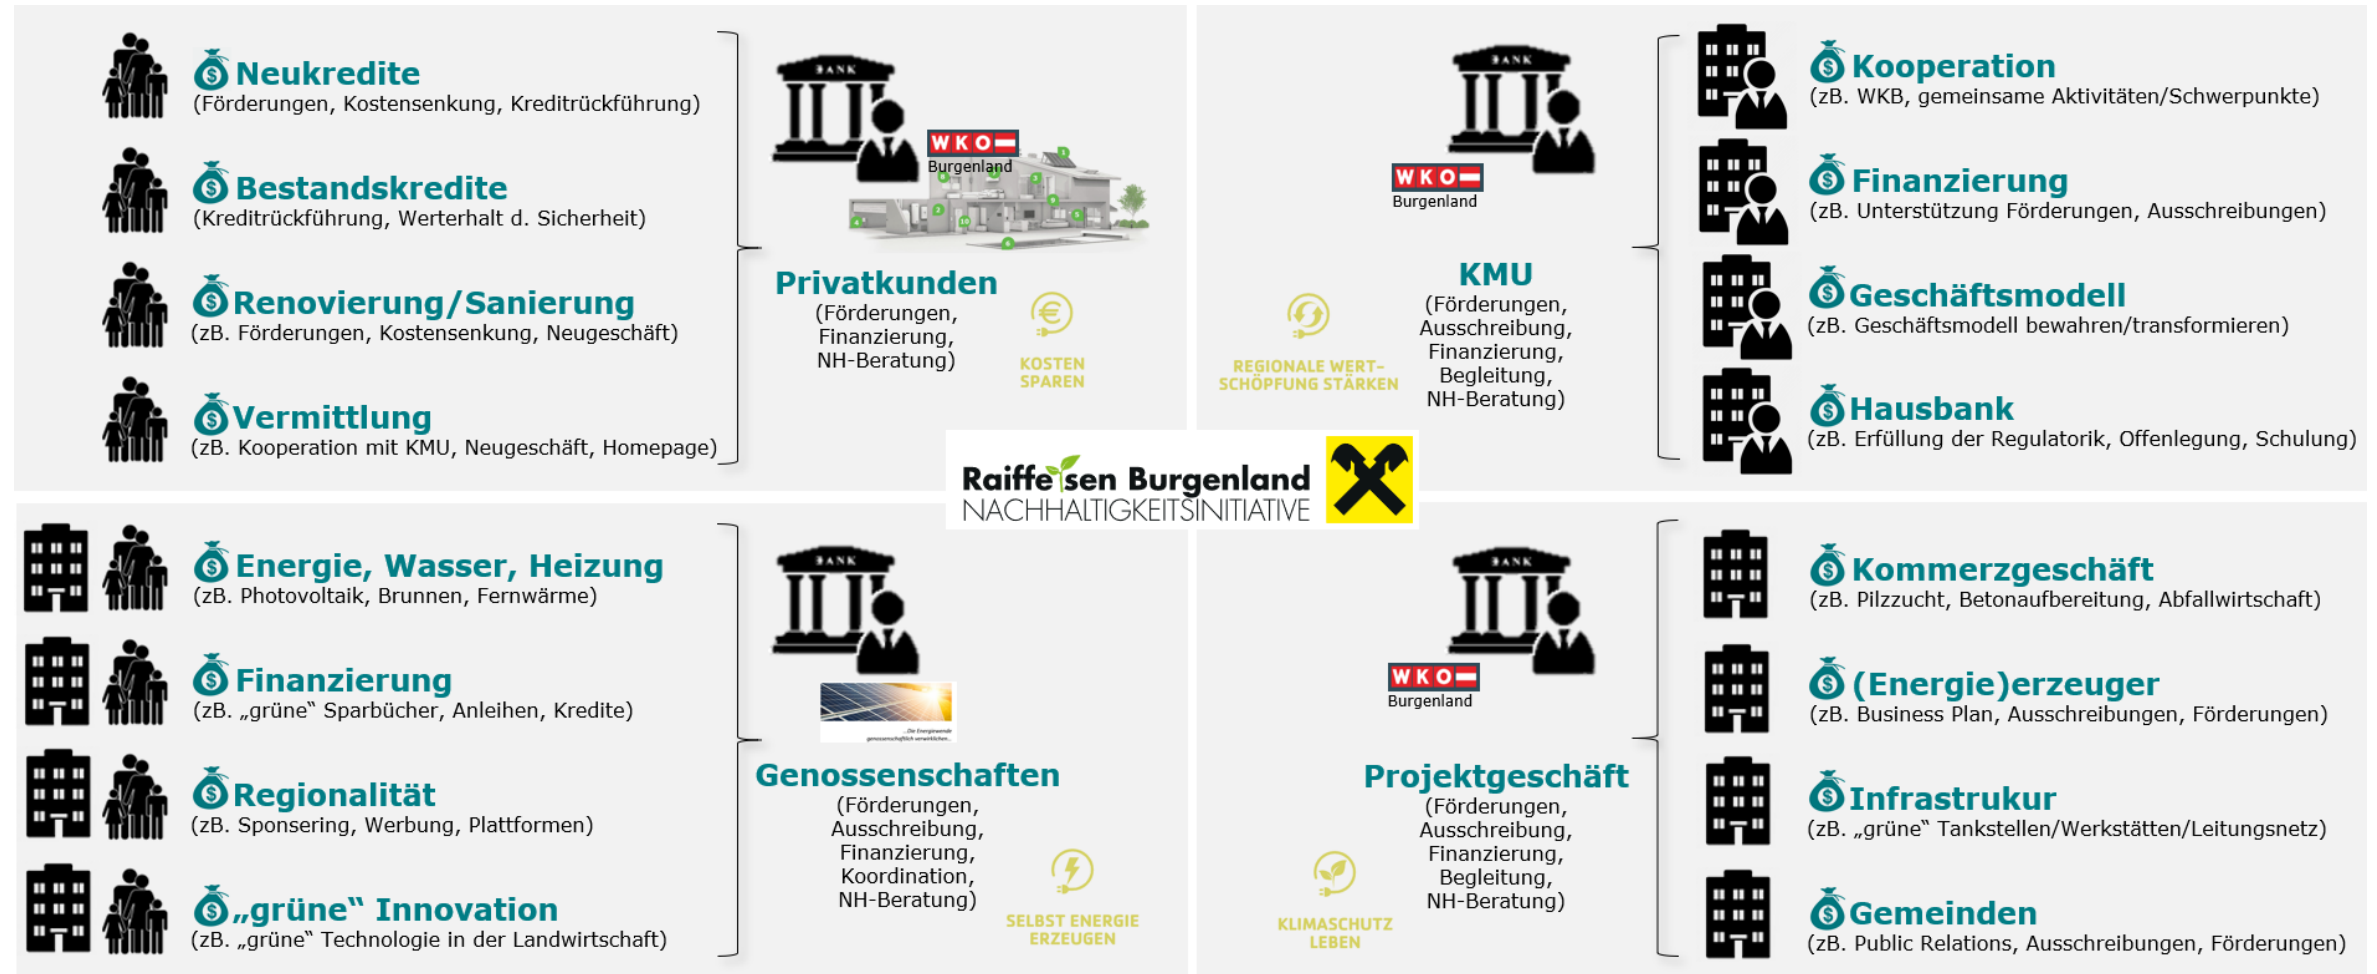 Neukredite
(Förderungen, Kostensenkung, Kreditrückführung)
Bestandskredite
(Kreditrückführung, Werterhalt d. Sicherheit)
Renovierung/Sanierung
(zB. Förderungen, Kostensenkung, Neugeschäft)
Vermittlung
(zB. Kooperation mit KMU, Neugeschäft, Homepage)
BANK
WKO
Burgenland
Privatkunden
(Förderungen,
Finanzierung,
NH-Beratung)
KOSTEN
SPAREN
BANK
WKO
Burgenland
KMU
(Förderungen,
Ausschreibung,
Finanzierung,
Begleitung,
NH-Beratung)
REGIONALE WERT-
SCHÖPFUNG STÄRKEN
Kooperation
(zB. WKB, gemeinsame Aktivitäten/Schwerpunkte)
Finanzierung
(zB. Unterstützung Förderungen, Ausschreibungen)
Geschäftsmodell
(zB. Geschäftsmodell bewahren/transformieren)
Hausbank
(zB. Erfüllung der Regulatorik, Offenlegung, Schulung)
Raiffeisen Burgenland
NACHHALTIGKEITSINITIATIVE
Energie, Wasser, Heizung
(zB. Photovoltaik, Brunnen, Fernwärme)
Finanzierung
(zB. „grüne“ Sparbücher, Anleihen, Kredite)
Regionalität
(zB. Sponsering, Werbung, Plattformen)
„grüne“ Innovation
(zB. „grüne“ Technologie in der Landwirtschaft)
BANK
...Die Energiewende
genossenschaftlich verwirklichen...
Genossenschaften
(Förderungen,
Ausschreibung,
Finanzierung,
Koordination,
NH-Beratung)
SELBST ENERGIE
ERZEUGEN
BANK
WKO
Burgenland
Projektgeschäft
(Förderungen,
Ausschreibung,
Finanzierung,
Begleitung,
NH-Beratung)
KLIMASCHUTZ
LEBEN
Kommerzgeschäft
(zB. Pilzzucht, Betonaufbereitung, Abfallwirtschaft)
(Energie)erzeuger
(zB. Business Plan, Ausschreibungen, Förderungen)
Infrastrukur
(zB. „grüne“ Tankstellen/Werkstätten/Leitungsnetz)
Gemeinden
(zB. Public Relations, Ausschreibungen, Förderungen)